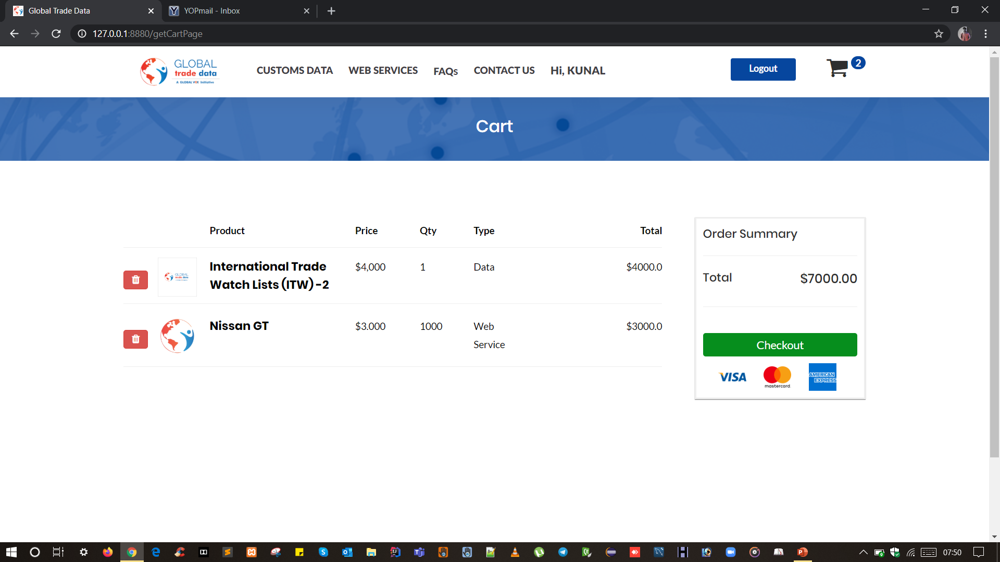 Global Trade Data
YOPmail - Inbox
127.0.0.1:8880/getCartPage
GLOBAL
trade data
A GLOBAL VOX Initiative
CUSTOMS DATA
WEB SERVICES
FAQs
CONTACT US
Hi, KUNAL
Logout
2
Cart
Product Price Qty Type Total
International Trade $4,000 1 Data $4000.0
Watch Lists (ITW) -2
GLOBAL
trade data
Nissan GT $3.000 1000 Web $3000.0
Service
Order Summary
Total $7000.00
Checkout
VISA
mastercard
AMERICAN
EXPRESS
07:50